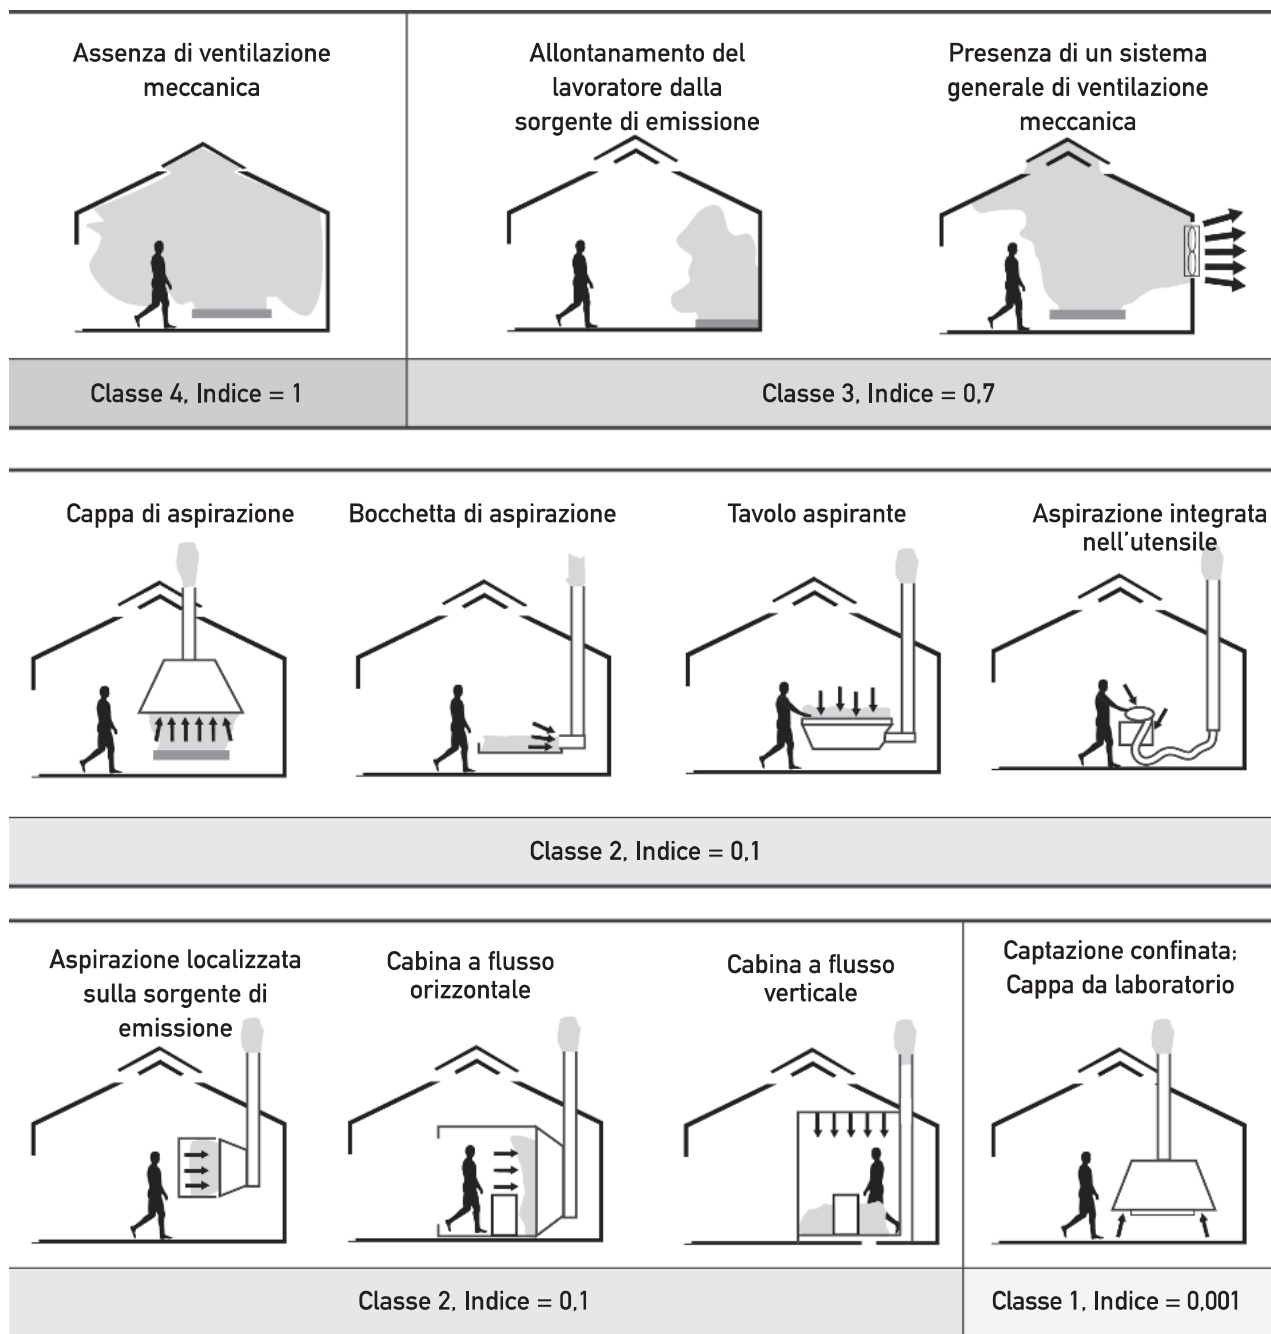 Assenza di ventilazione
meccanica
Allontanamento del
lavoratore dalla
sorgente di emissione
Presenza di un sistema
generale di ventilazione
meccanica
Classe 4, Indice = 1
Classe 3, Indice = 0,7
Cappa di aspirazione
Bocchetta di aspirazione
Tavolo aspirante
Aspirazione integrata
nell'utensile
Classe 2, Indice = 0,1
Aspirazione localizzata
sulla sorgente di
emissione
Cabina a flusso
orizzontale
Cabina a flusso
verticale
Captazione confinata;
Cappa da laboratorio
Classe 2, Indice = 0,1
Classe 1, Indice = 0,001